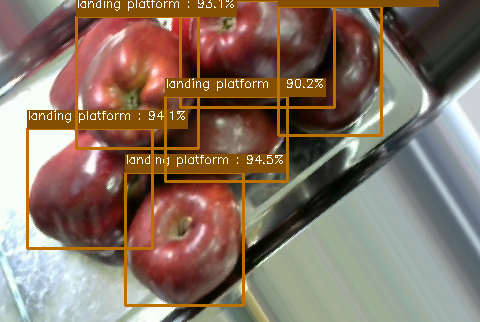 landing platform : 93.1%
landing platform : 90.2%
landing platform : 94.1%
landing platform : 94.5%